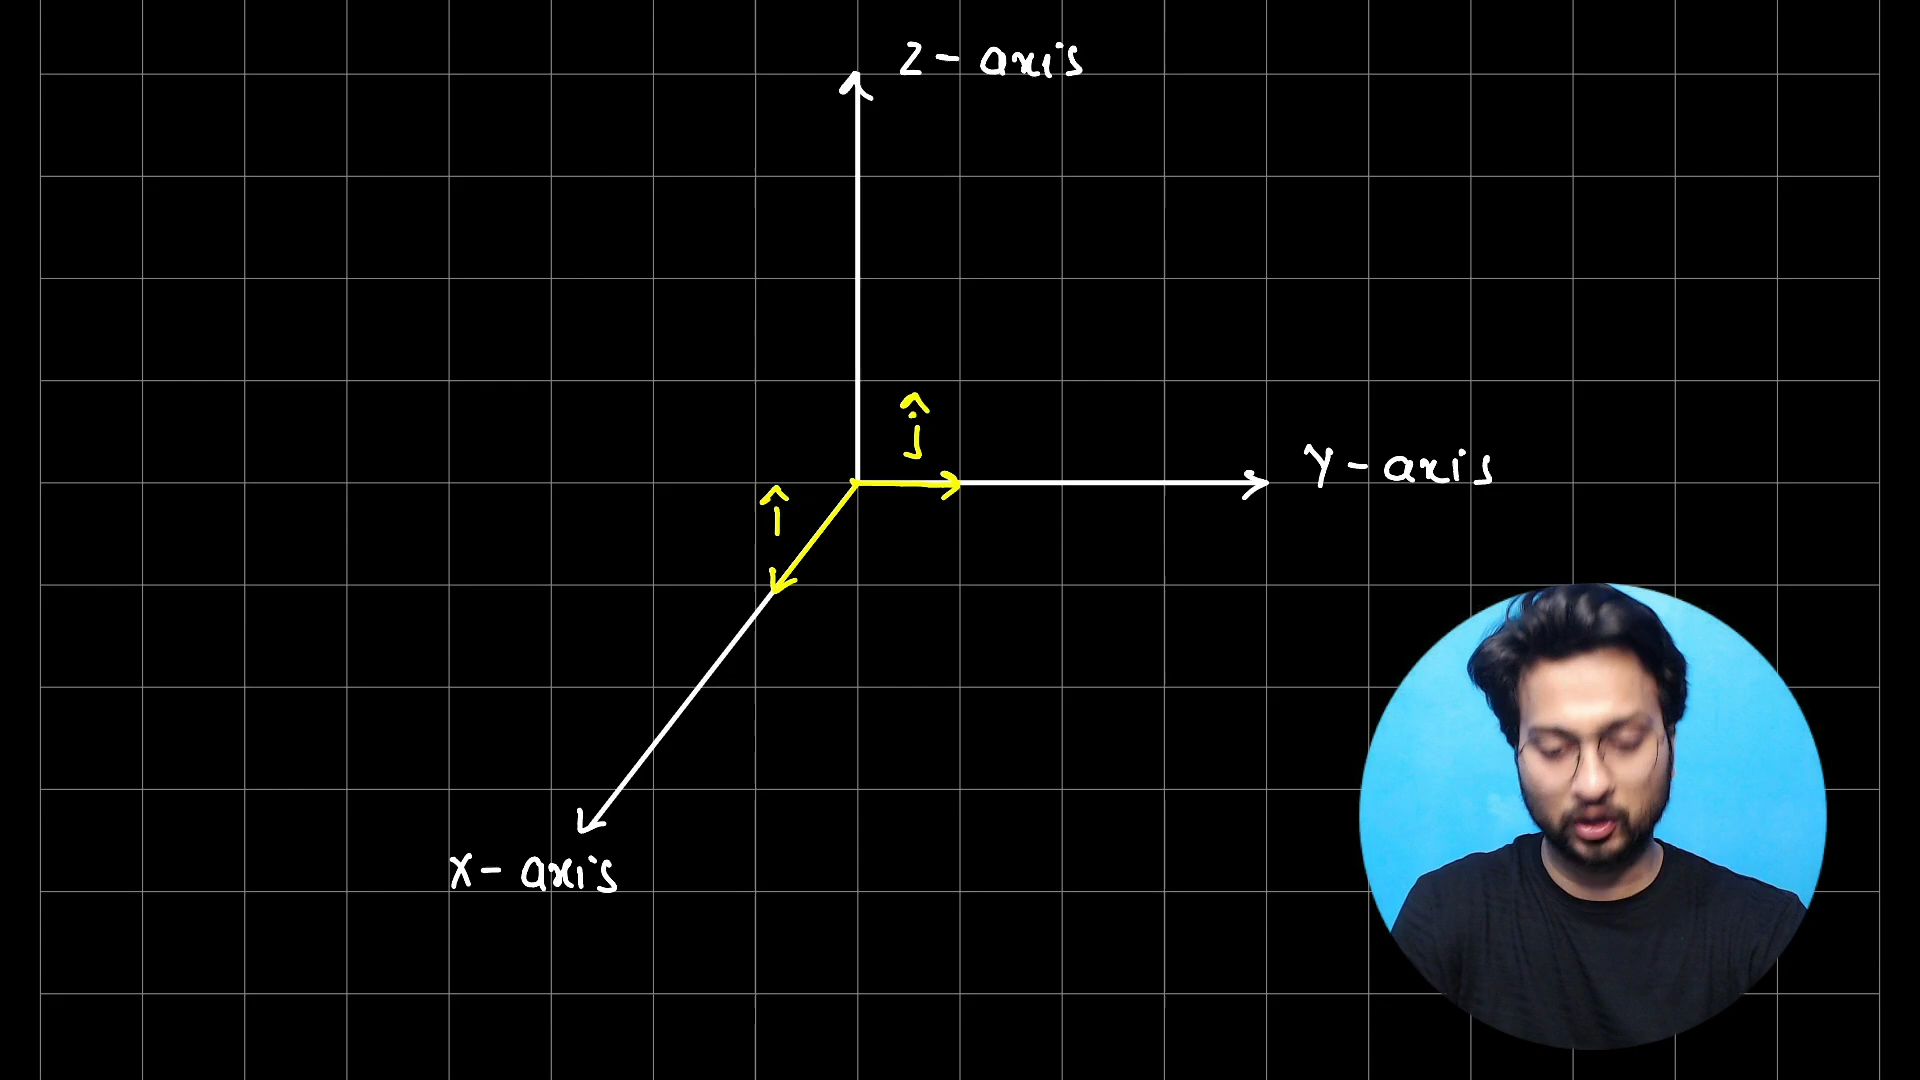 z - axis
ĵ
y - axis
î
x - axis